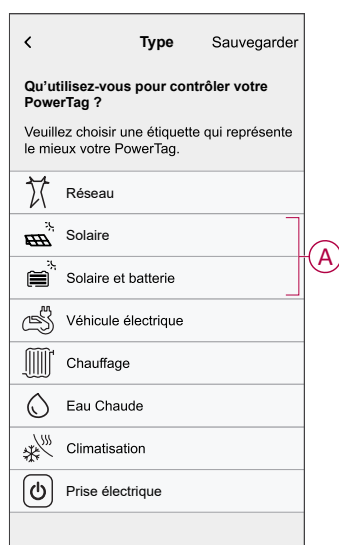 Type Sauvegarder
Qu’utilisez-vous pour contrôler votre
PowerTag ?
Veuillez choisir une étiquette qui représente
le mieux votre PowerTag.
Réseau
Solaire
A
Solaire et batterie
Véhicule électrique
Chauffage
Eau Chaude
Climatisation
Prise électrique